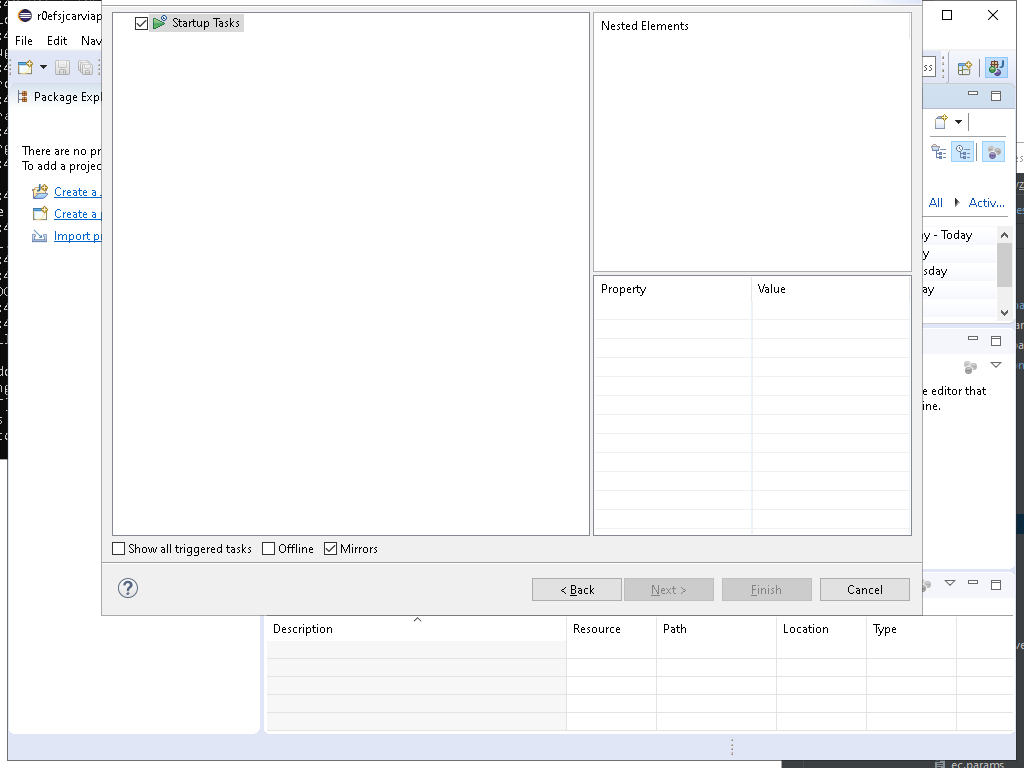 r0efsjcarviap
File Edit Nav
Package Expl
There are no pr
To add a projec
Create a
Create a
Import pr
Startup Tasks
Nested Elements
Property Value
Show all triggered tasks Offline Mirrors
< Back Next > Finish Cancel
ss
All Activ...
y - Today
y
sday
ay
e editor that
ine.
Description Resource Path Location Type
ec.params